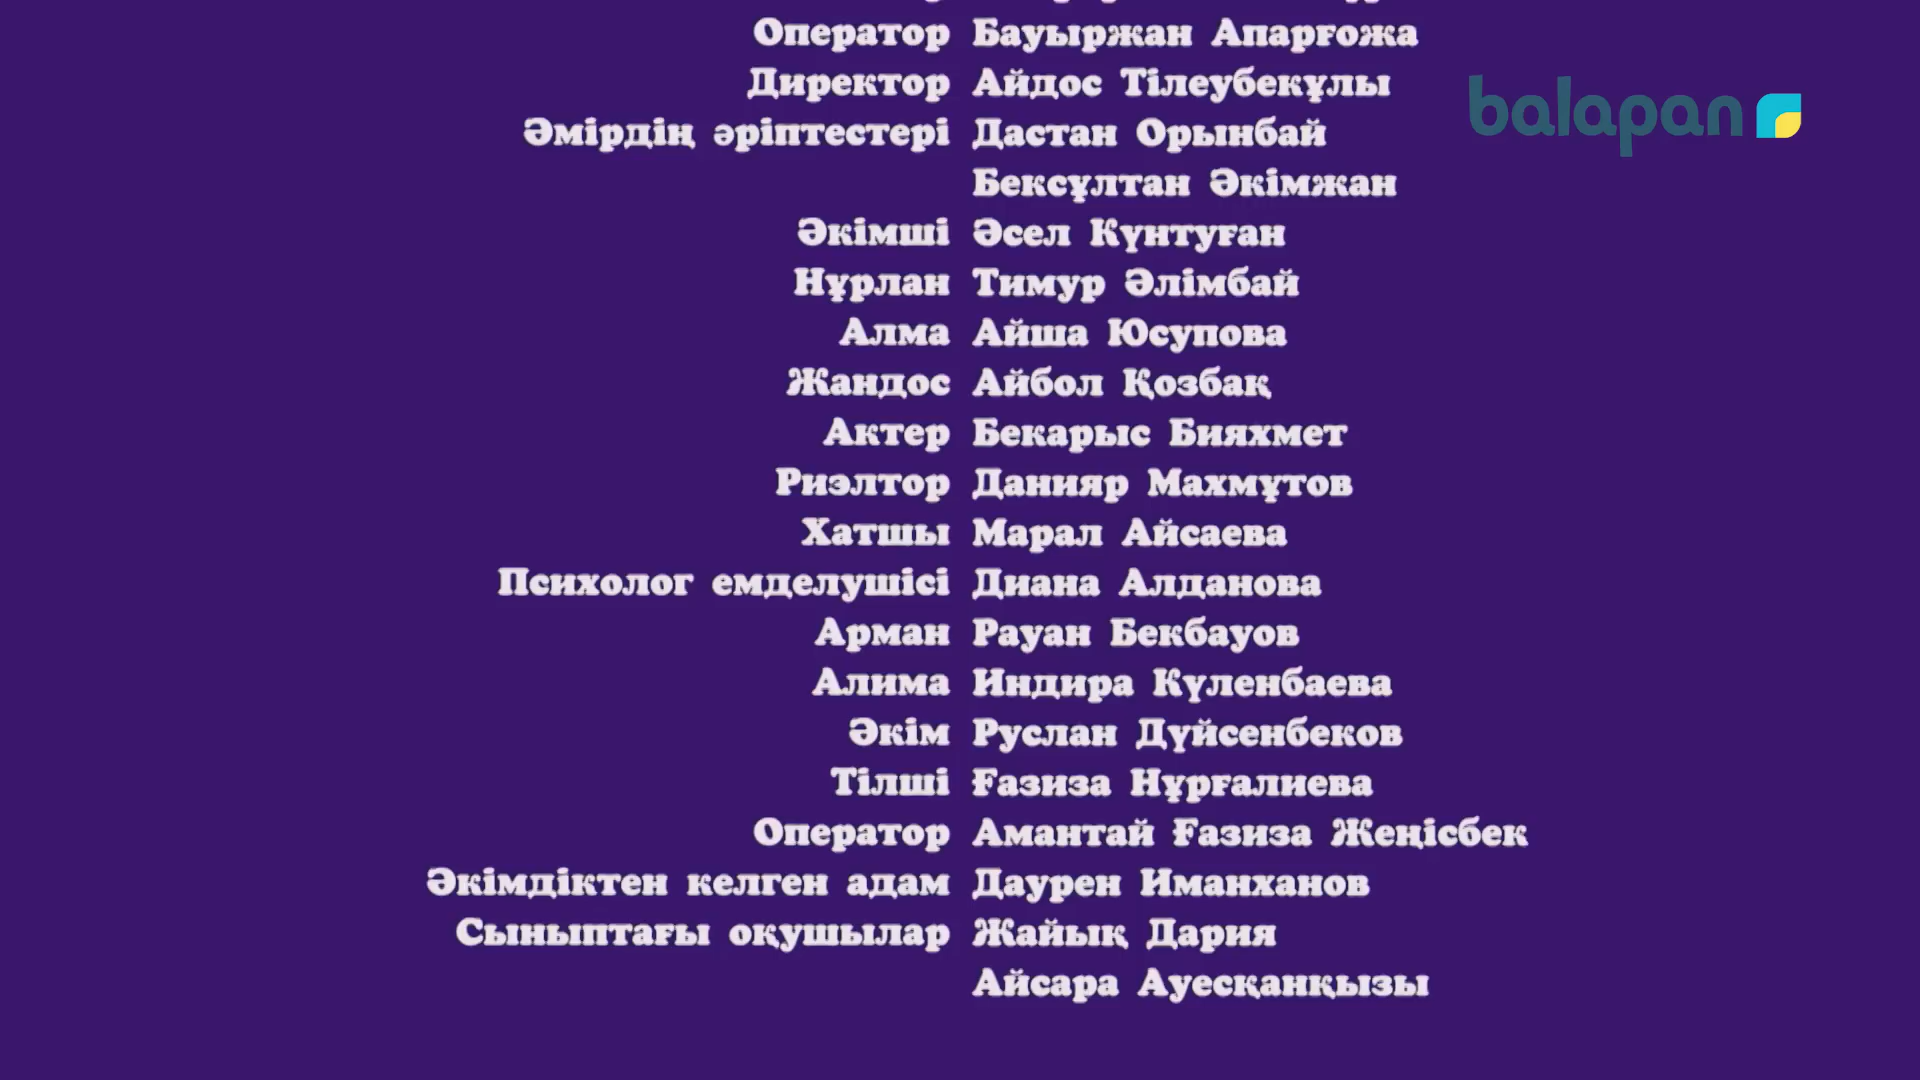 Оператор Бауыржан Апарғожа
Директор Айдос Тілеубекұлы
balapan
Әмірдің әріптестері Дастан Орынбай
Бексұлтан Әкімжан
Әкімші Әсел Күнтуған
Нұрлан Тимур Әлімбай
Алма Айша Юсупова
Жандос Айбол Қозбақ
Актер Бекарыс Бияхмет
Риэлтор Данияр Махмұтов
Хатшы Марал Айсаева
Психолог емделушісі Диана Алданова
Арман Рауан Бекбауов
Алима Индира Күленбаева
Әкім Руслан Дүйсенбеков
Тілші Ғазиза Нұрғалиева
Оператор Амантай Ғазиза Жеңісбек
Әкімдіктен келген адам Даурен Иманханов
Сыныптағы оқушылар Жайық Дария
Айсара Ауесқанқызы